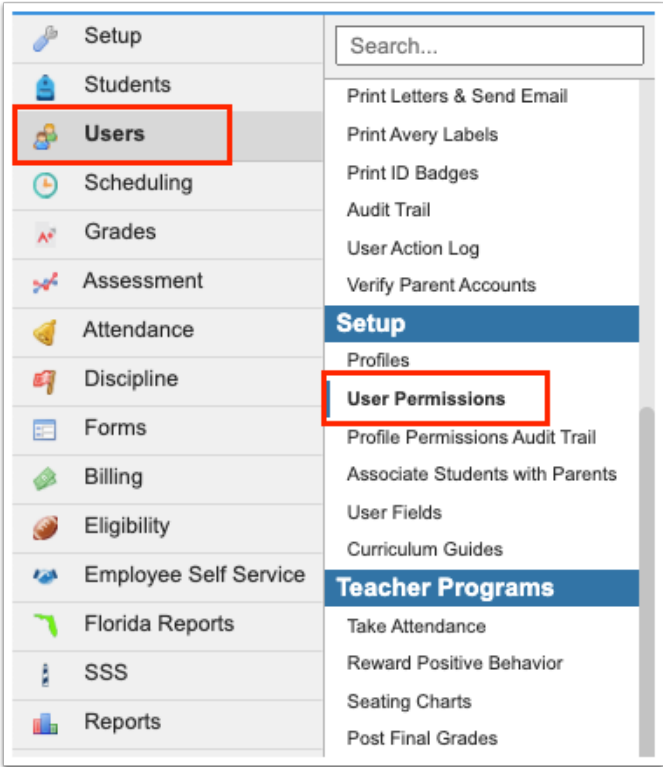 Setup
Students
Users
Scheduling
Grades
Assessment
Attendance
Discipline
Forms
Billing
Eligibility
Employee Self Service
Florida Reports
SSS
Reports
Search...
Print Letters & Send Email
Print Avery Labels
Print ID Badges
Audit Trail
User Action Log
Verify Parent Accounts
Setup
Profiles
User Permissions
Profile Permissions Audit Trail
Associate Students with Parents
User Fields
Curriculum Guides
Teacher Programs
Take Attendance
Reward Positive Behavior
Seating Charts
Post Final Grades